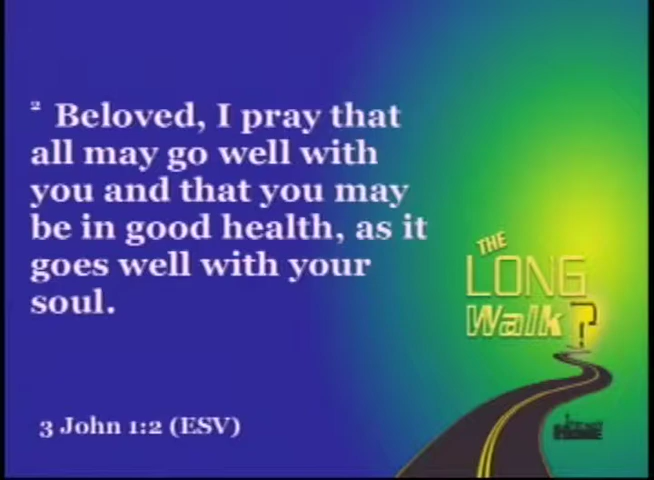 2 Beloved, I pray that
all may go well with
you and that you may
be in good health, as it
goes well with your
soul.
THE
LONG
Walk ?
3 John 1:2 (ESV)